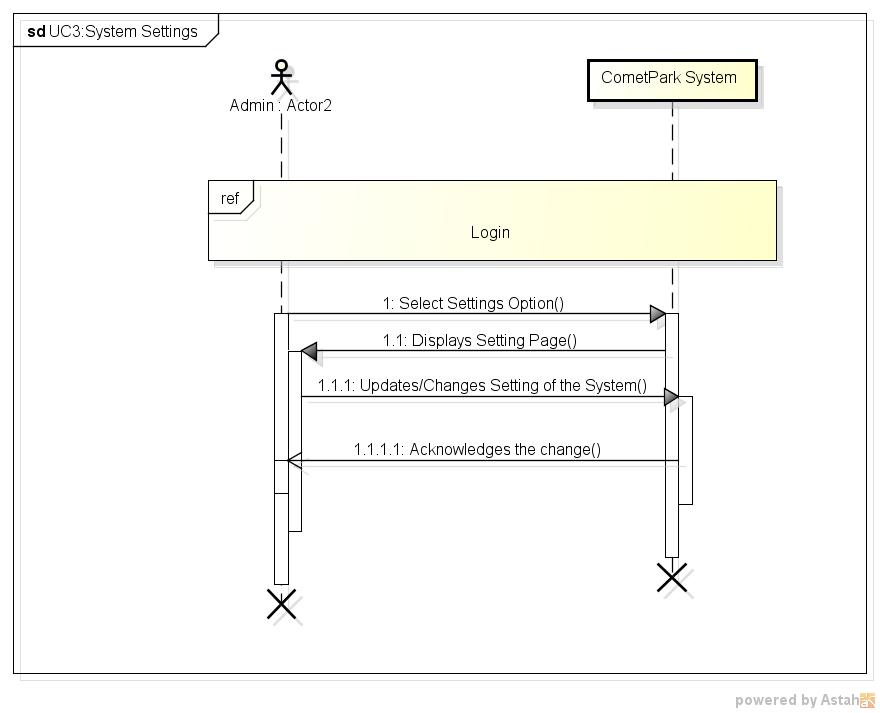 sd UC3:System Settings
CometPark System
Admin : Actor2
ref
Login
1: Select Settings Option()
1.1: Displays Setting Page()
1.1.1: Updates/Changes Setting of the System()
1.1.1.1: Acknowledges the change()
powered by Astah